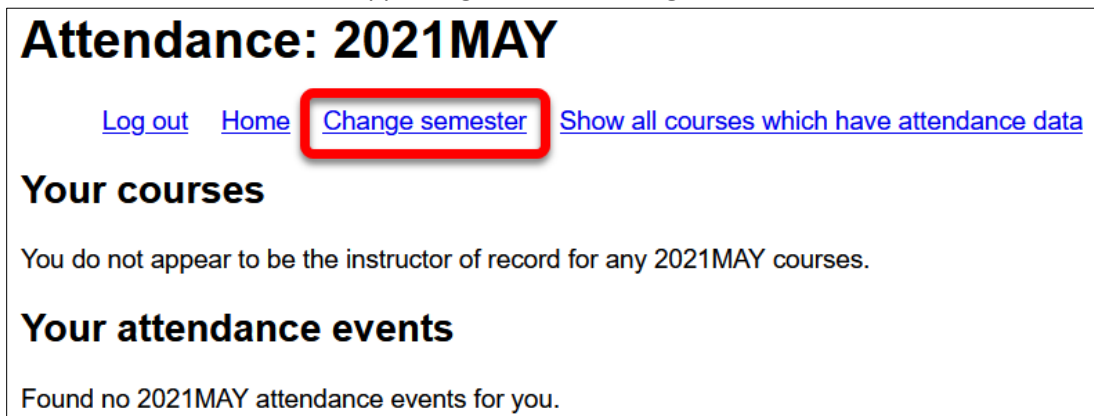 Attendance: 2021MAY
Log out Home Change semester Show all courses which have attendance data
Your courses
You do not appear to be the instructor of record for any 2021MAY courses.
Your attendance events
Found no 2021MAY attendance events for you.